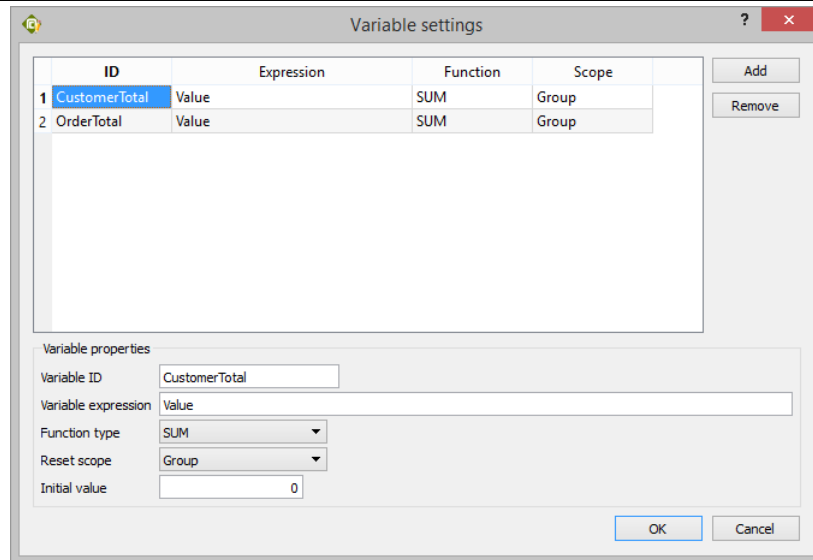 Variable settings ? ×
ID Expression Function Scope Add
1 CustomerTotal Value SUM Group
Remove
2 OrderTotal Value SUM Group
Variable properties
Variable ID CustomerTotal
Variable expression Value
Function type SUM
Reset scope Group
Initial value 0
OK Cancel